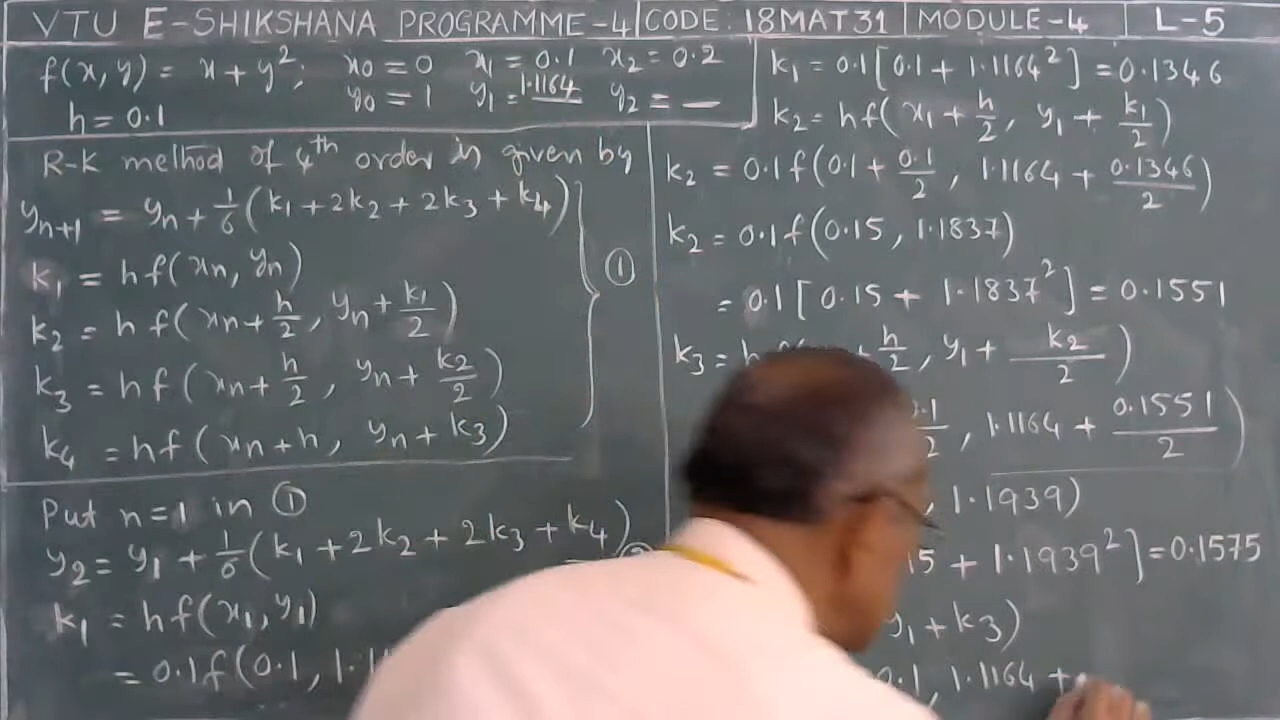 VTU E-SHIKSHANA PROGRAMME-4 CODE: 18MAT31 MODULE-4 L-5
f(x, y) = x + y²; x0 = 0 x1 = 0.1 x2 = 0.2
y0 = 1 y1 = 1.1164 y2 = —
h = 0.1
R-K method of 4th order is given by
yn+1 = yn + 1/6 (k1 + 2k2 + 2k3 + k4)
k1 = hf(xn, yn)
①
k2 = hf(xn + h/2, yn + k1/2)
k3 = hf(xn + h/2, yn + k2/2)
k4 = hf(xn + h, yn + k3)
Put n=1 in ①
y2 = y1 + 1/6 (k1 + 2k2 + 2k3 + k4)
k1 = hf(x1, y1)
= 0.1f(0.1, 1.1
k1 = 0.1[0.1 + 1.1164²] = 0.1346
k2 = hf(x1 + h/2, y1 + k1/2)
k2 = 0.1f(0.1 + 0.1/2, 1.1164 + 0.1346/2)
k2 = 0.1f(0.15, 1.1837)
= 0.1[0.15 + 1.1837²] = 0.1551
k3 = h + h/2, y1 + k2/2)
.1/2, 1.1164 + 0.1551/2)
, 1.1939)
15 + 1.1939²] = 0.1575
y1 + k3)
0.1, 1.1164 +